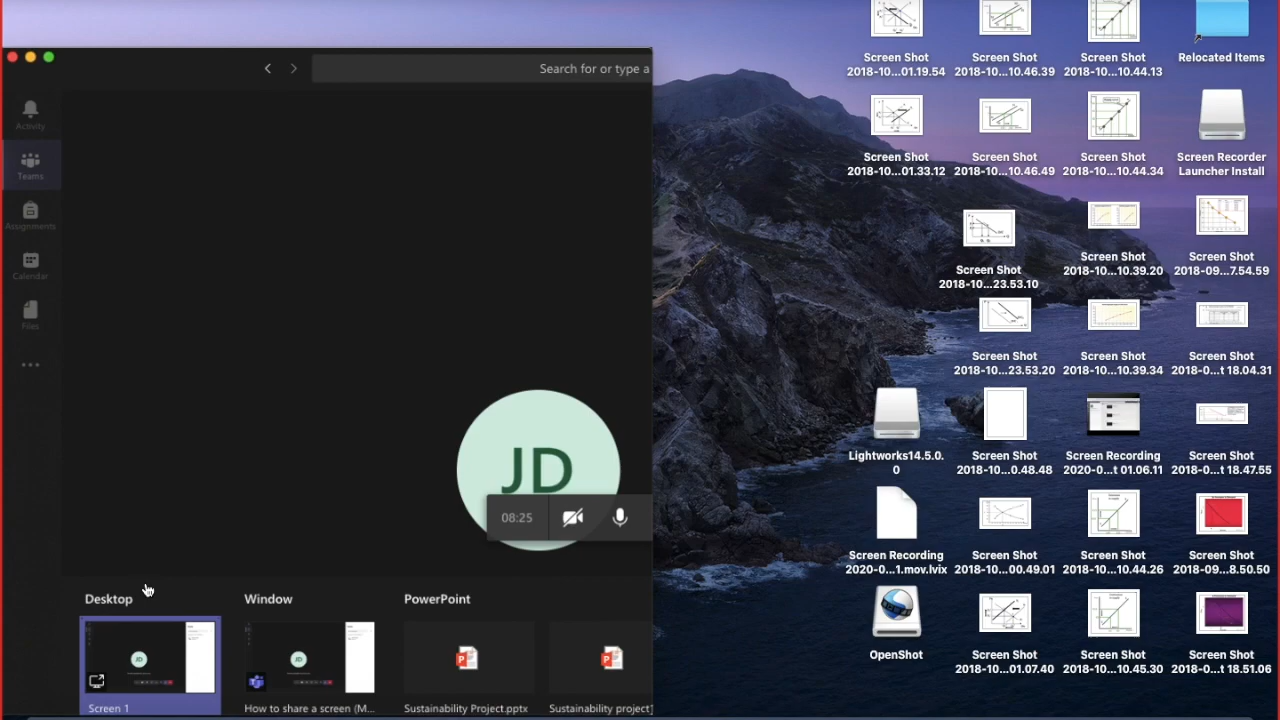 Search for or type a
Activity
Teams
Assignments
Calendar
Files
JD
08:25
Desktop
Window
PowerPoint
JD
JD
Screen 1
How to share a screen (M...
Sustainability Project.pptx
Sustainability project1
Screen Shot
2018-10...01.19.54
Screen Shot
2018-10...10.46.39
Screen Shot
2018-10...10.44.13
Relocated Items
Screen Shot
2018-10...01.33.12
Screen Shot
2018-10...10.46.49
Screen Shot
2018-10...10.44.34
Screen Recorder
Launcher Install
Screen Shot
2018-10...23.53.10
Screen Shot
2018-10...10.39.20
Screen Shot
2018-09...7.54.59
Screen Shot
2018-10...23.53.20
Screen Shot
2018-10...10.39.34
Screen Shot
2018-0...t 18.04.31
Lightworks14.5.0.
0
Screen Shot
2018-10...0.48.48
Screen Recording
2020-0...t 01.06.11
Screen Shot
2018-0...t 18.47.55
Screen Recording
2020-0...1.mov.lvix
Screen Shot
2018-10...00.49.01
Screen Shot
2018-10...10.44.26
Screen Shot
2018-09...8.50.50
OpenShot
Screen Shot
2018-10...01.07.40
Screen Shot
2018-10...10.45.30
Screen Shot
2018-0...t 18.51.06